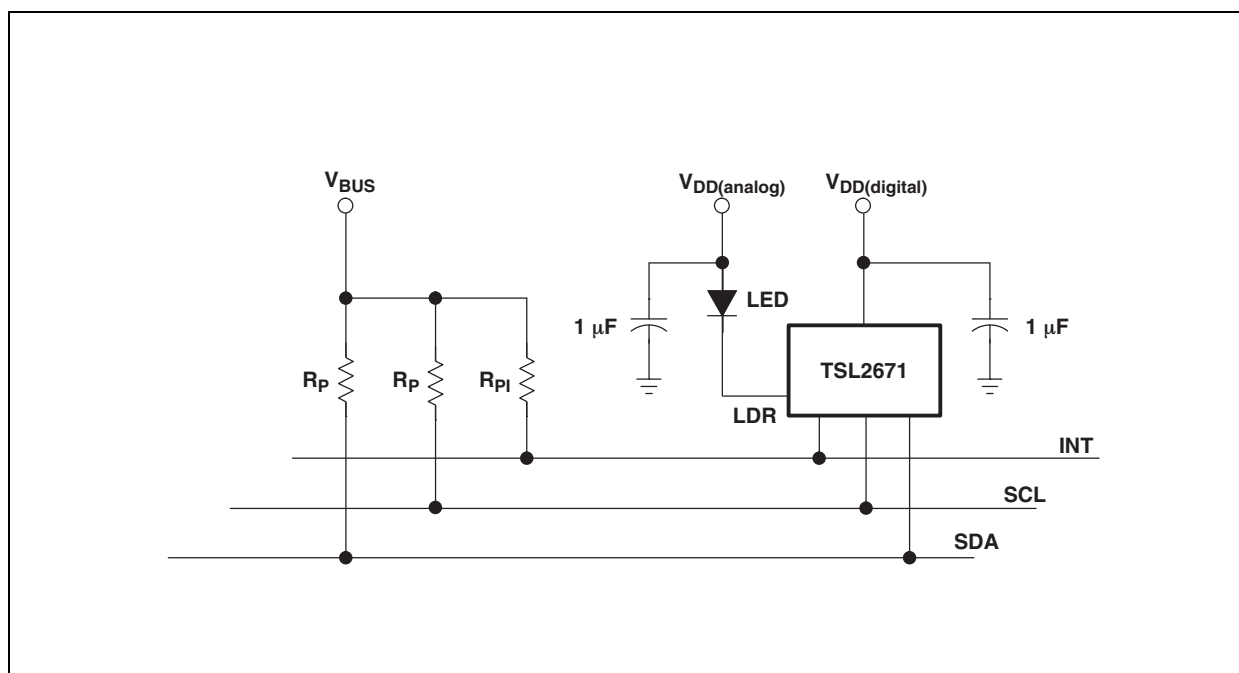 V_BUS
V_DD(analog)
V_DD(digital)
LED
1 μF
1 μF
TSL2671
R_P
R_P
R_PI
LDR
INT
SCL
SDA